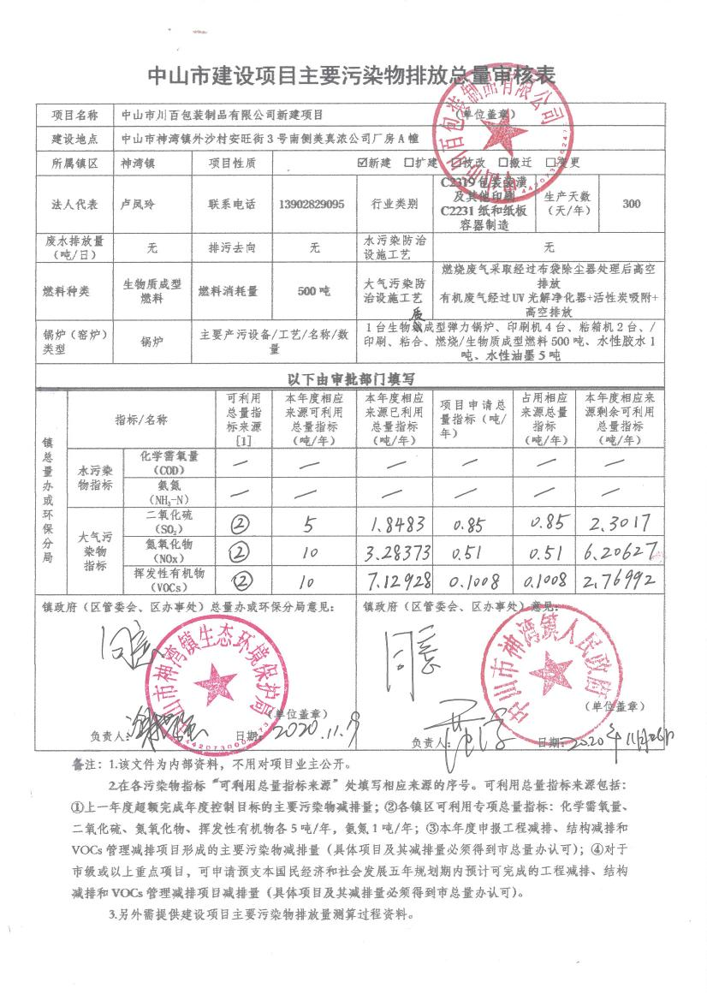 中山市建设项目主要污染物排放总量审核表
项目名称 中山市川百包装制品有限公司新建项目 （单位盖章）
建设地点 中山市神湾镇外沙村安旺街3号南侧美真浓公司厂房A幢
所属镇区 神湾镇 项目性质 ☑新建 □扩建 □技改 □搬迁 □变更
法人代表 卢凤玲 联系电话 13902829095 行业类别 C2319包装装潢及其他印刷 C2231纸和纸板容器制造 生产天数（天/年） 300
废水排放量（吨/日） 无 排污去向 无 水污染防治设施工艺 无
燃料种类 生物质成型燃料 燃料消耗量 500吨 大气污染防治设施工艺 燃烧废气采取经过布袋除尘器处理后高空排放
有机废气经过UV光解净化器+活性炭吸附+高空排放
质
锅炉（窑炉）类型 锅炉 主要产污设备/工艺/名称/数量 1台生物成型弹力锅炉、印刷机4台、粘箱机2台、/印刷、粘合、燃烧/生物质成型燃料500吨、水性胶水1吨、水性油墨5吨
以下由审批部门填写
镇总量办或环保分局
指标/名称 可利用总量指标来源[1] 本年度相应来源可利用总量指标（吨/年） 本年度相应来源已利用总量指标（吨/年） 项目申请总量指标（吨/年） 占用相应来源总量指标（吨/年） 本年度相应来源剩余可利用总量指标（吨/年）
水污染物指标 化学需氧量（COD） — — — — — —
氨氮（NH₃-N） — — — — — —
大气污染物指标 二氧化硫（SO₂） ② 5 1.8483 0.85 0.85 2.3017
氮氧化物（NOx） ② 10 3.28373 0.51 0.51 6.20627
挥发性有机物（VOCs） ② 10 7.12928 0.1008 0.1008 2.76992
镇政府（区管委会、区办事处）总量办或环保分局意见： 镇政府（区管委会、区办事处）意见：
同意 同意
中山市神湾镇生态环境保护局 中山市神湾镇人民政府
（单位盖章） （单位盖章）
负责人： 日期：2020.11.9 负责人： 日期：2020年11月26日
备注：1.该文件为内部资料，不用对项目业主公开。
2.在各污染物指标“可利用总量指标来源”处填写相应来源的序号。可利用总量指标来源包括：
①上一年度超额完成年度控制目标的主要污染物减排量；②各镇区可利用专项总量指标：化学需氧量、
二氧化硫、氮氧化物、挥发性有机物各5吨/年，氨氮1吨/年；③本年度申报工程减排、结构减排和
VOCs管理减排项目形成的主要污染物减排量（具体项目及其减排量必须得到市总量办认可）；④对于
市级或以上重点项目，可申请预支本国民经济和社会发展五年规划期内预计可完成的工程减排、结构
减排和VOCs管理减排项目减排量（具体项目及其减排量必须得到市总量办认可）。
3.另外需提供建设项目主要污染物排放量测算过程资料。